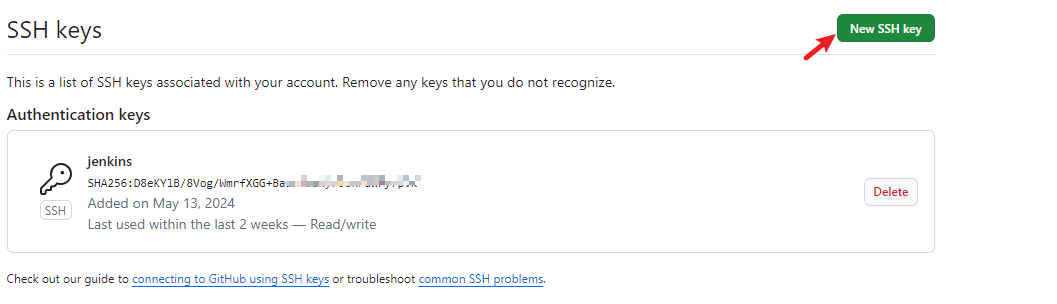 SSH keys
New SSH key
This is a list of SSH keys associated with your account. Remove any keys that you do not recognize.
Authentication keys
jenkins
SHA256:D8eKY1B/8Vog/WmrfXGG+Ba
SSH
Added on May 13, 2024
Last used within the last 2 weeks — Read/write
Delete
Check out our guide to connecting to GitHub using SSH keys or troubleshoot common SSH problems.